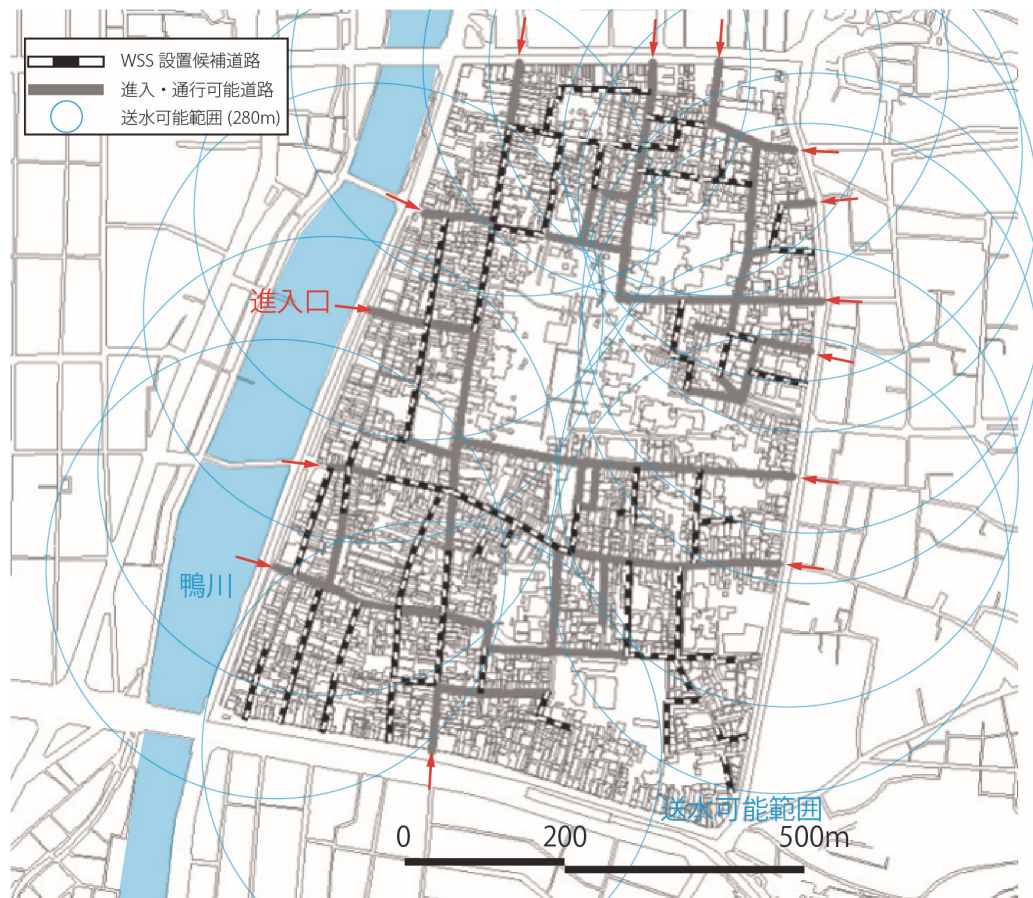 WSS 設置候補道路
進入・通行可能道路
送水可能範囲 (280m)
進入口
鴨川
送水可能範囲
0 200 500m